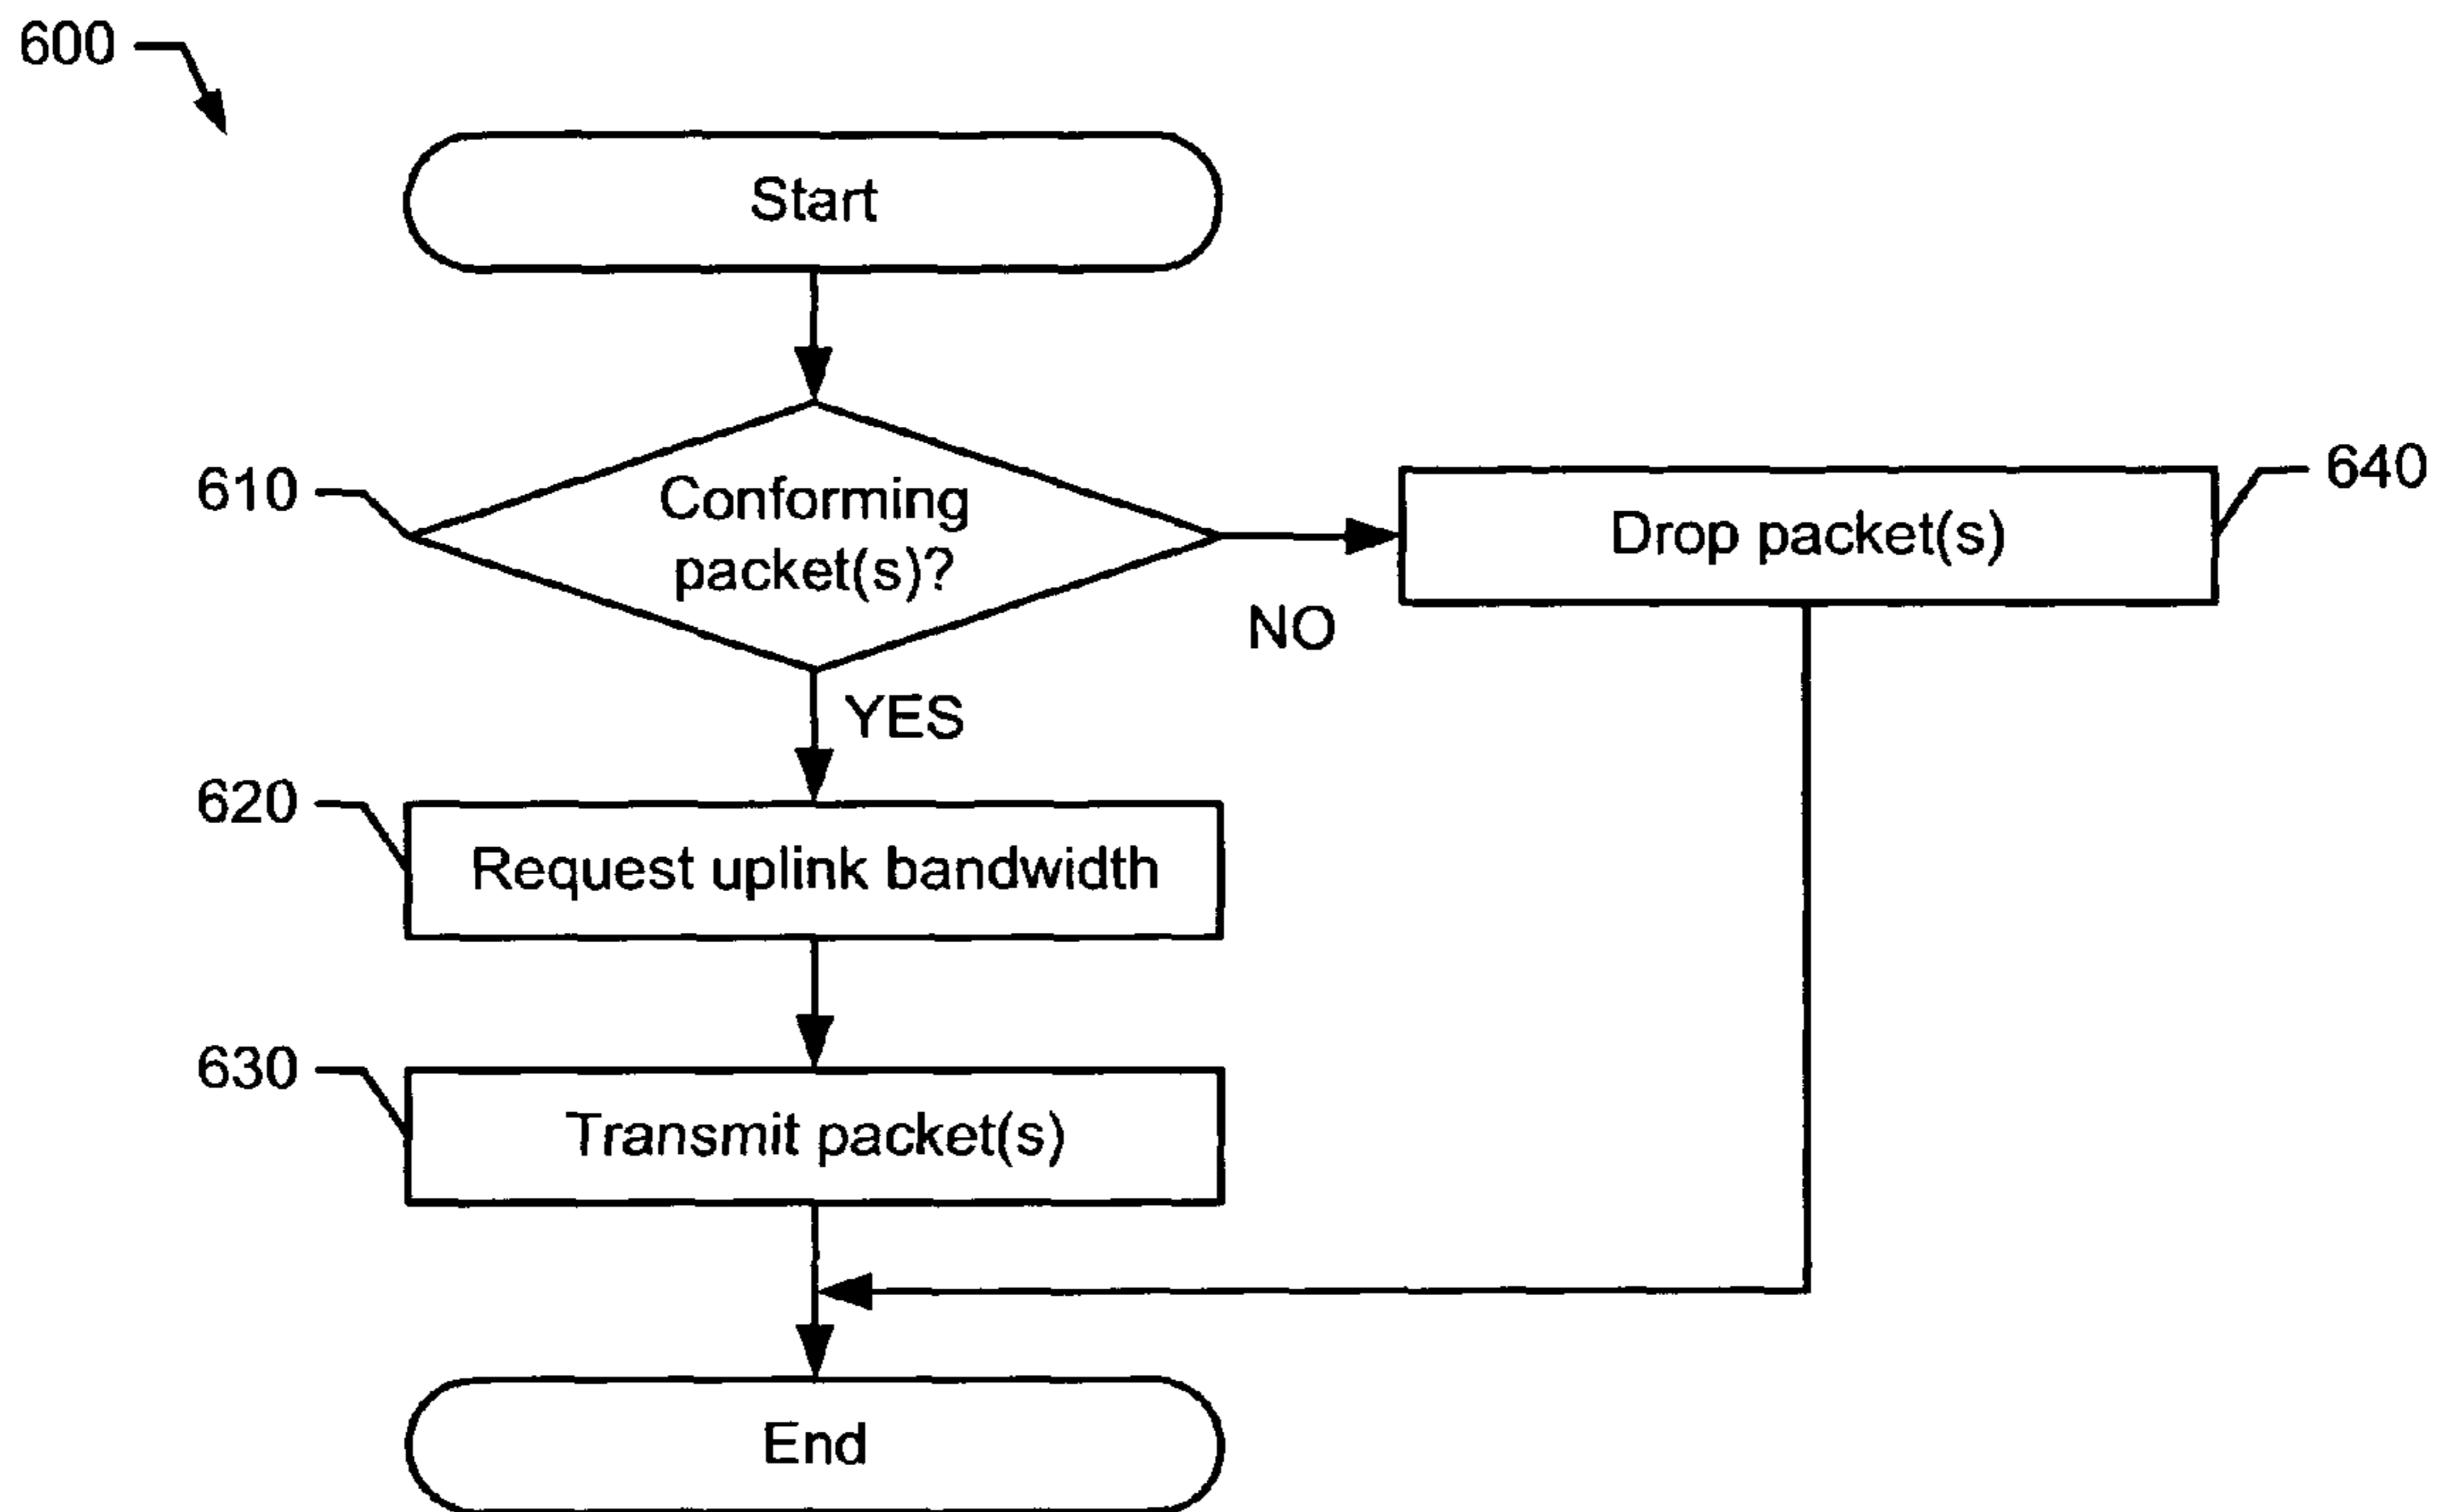 600
Start
610
Conforming
packet(s)?
640
Drop packet(s)
NO
YES
620
Request uplink bandwidth
630
Transmit packet(s)
End